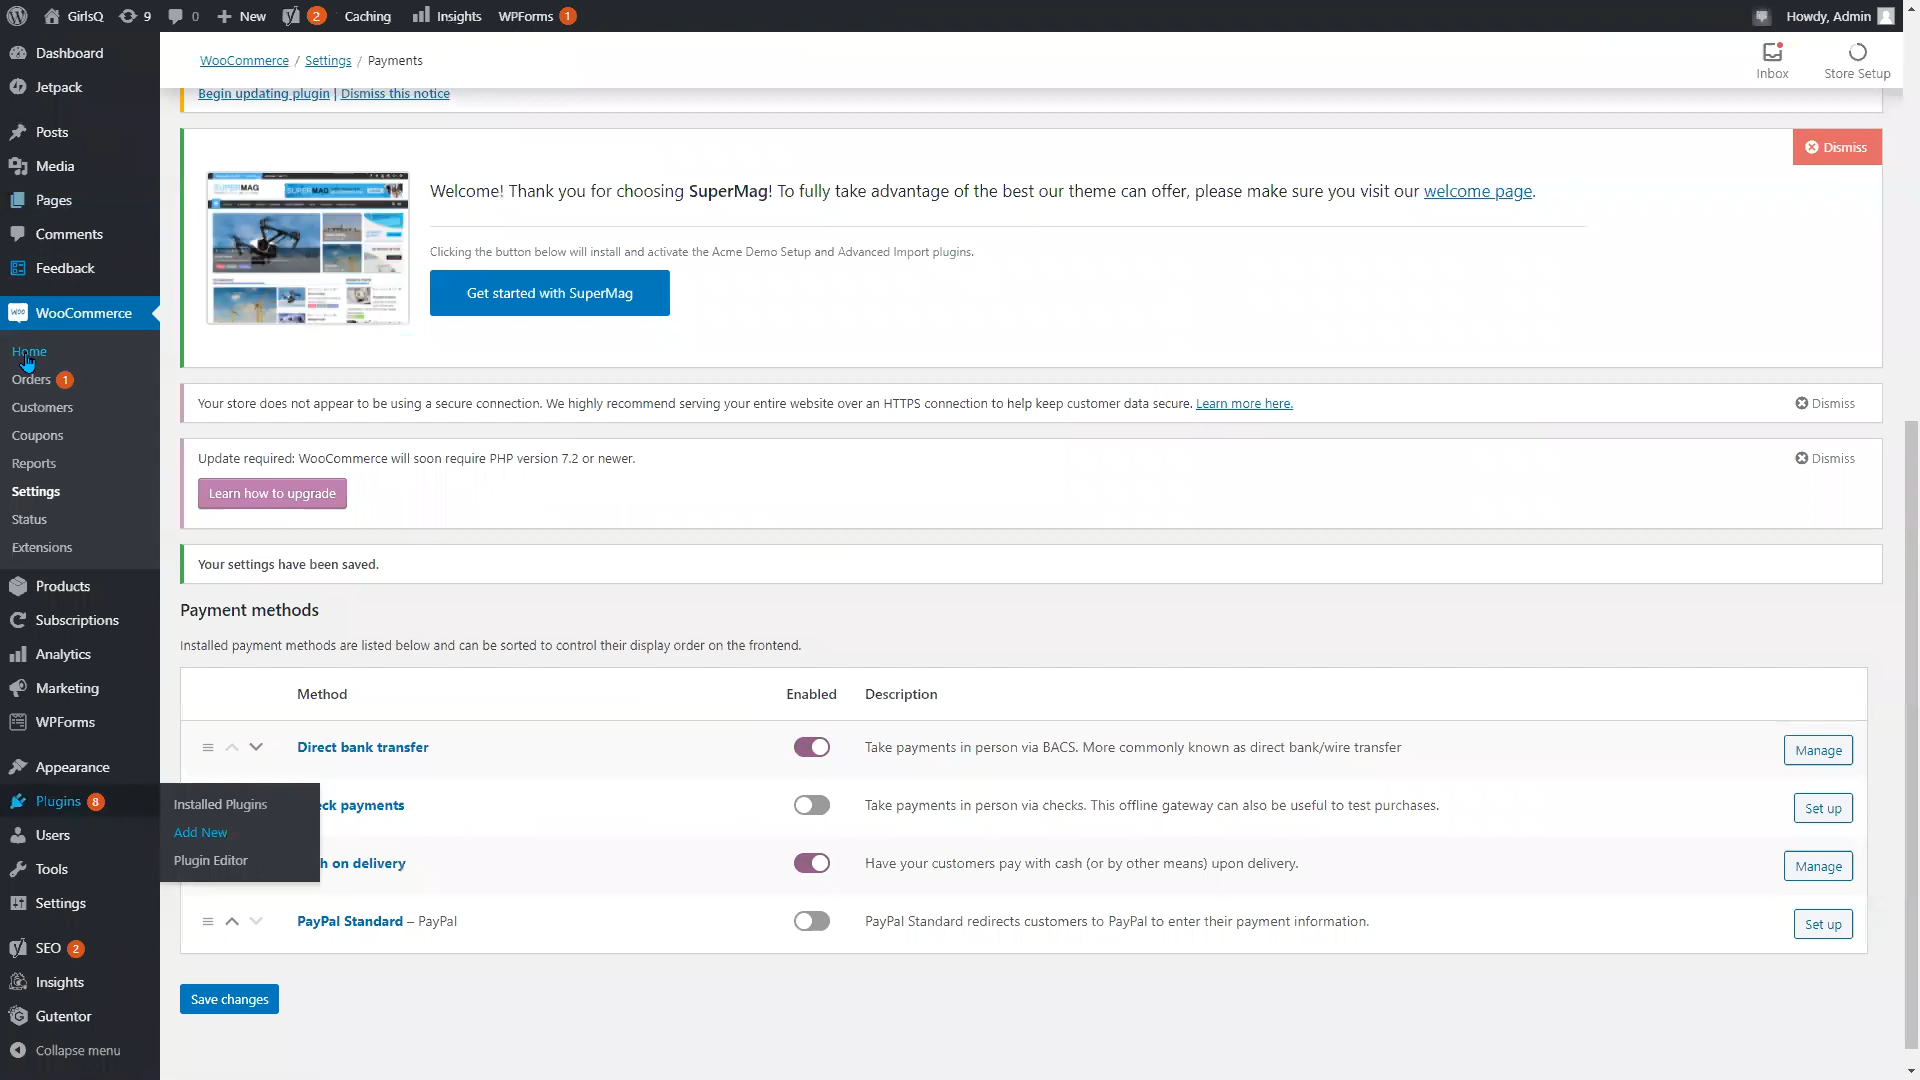 GirlsQ 9 0 New 2 Caching Insights WPForms 1 Howdy, Admin
Dashboard
Jetpack
Posts
Media
Pages
Comments
Feedback
WooCommerce
Home
Orders 1
Customers
Coupons
Reports
Settings
Status
Extensions
Products
Subscriptions
Analytics
Marketing
WPForms
Appearance
Plugins 8
Users
Tools
Settings
SEO 2
Insights
Gutentor
Collapse menu
Installed Plugins
Add New
Plugin Editor
WooCommerce / Settings / Payments
Inbox
Store Setup
Begin updating plugin | Dismiss this notice
Dismiss
SUPERMAG
Welcome! Thank you for choosing SuperMag! To fully take advantage of the best our theme can offer, please make sure you visit our welcome page.
Clicking the button below will install and activate the Acme Demo Setup and Advanced Import plugins.
Get started with SuperMag
Your store does not appear to be using a secure connection. We highly recommend serving your entire website over an HTTPS connection to help keep customer data secure. Learn more here.
Dismiss
Update required: WooCommerce will soon require PHP version 7.2 or newer.
Dismiss
Learn how to upgrade
Your settings have been saved.
Payment methods
Installed payment methods are listed below and can be sorted to control their display order on the frontend.
Method Enabled Description
Direct bank transfer Take payments in person via BACS. More commonly known as direct bank/wire transfer Manage
eck payments Take payments in person via checks. This offline gateway can also be useful to test purchases. Set up
h on delivery Have your customers pay with cash (or by other means) upon delivery. Manage
PayPal Standard – PayPal PayPal Standard redirects customers to PayPal to enter their payment information. Set up
Save changes